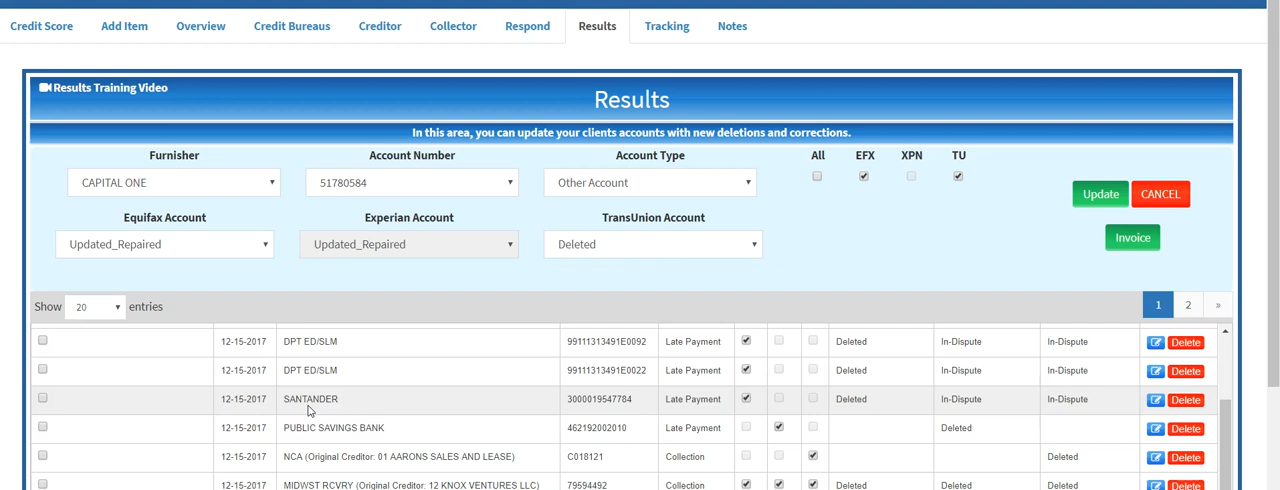 Credit Score Add Item Overview Credit Bureaus Creditor Collector Respond Results Tracking Notes
Results Training Video
Results
In this area, you can update your clients accounts with new deletions and corrections.
Furnisher Account Number Account Type All EFX XPN TU
CAPITAL ONE 51780584 Other Account
Update CANCEL
Equifax Account Experian Account TransUnion Account
Updated_Repaired Updated_Repaired Deleted
Invoice
Show 20 entries 1 2 »
12-15-2017 DPT ED/SLM 99111313491E0092 Late Payment Deleted In-Dispute In-Dispute Delete
12-15-2017 DPT ED/SLM 99111313491E0022 Late Payment Deleted In-Dispute In-Dispute Delete
12-15-2017 SANTANDER 3000019547784 Late Payment Deleted In-Dispute In-Dispute Delete
12-15-2017 PUBLIC SAVINGS BANK 462192002010 Late Payment Deleted Delete
12-15-2017 NCA (Original Creditor: 01 AARONS SALES AND LEASE) C018121 Collection Deleted Delete
12-15-2017 MIDWST RCVRY (Original Creditor: 12 KNOX VENTURES LLC) 79594492 Collection Deleted Deleted Deleted Delete